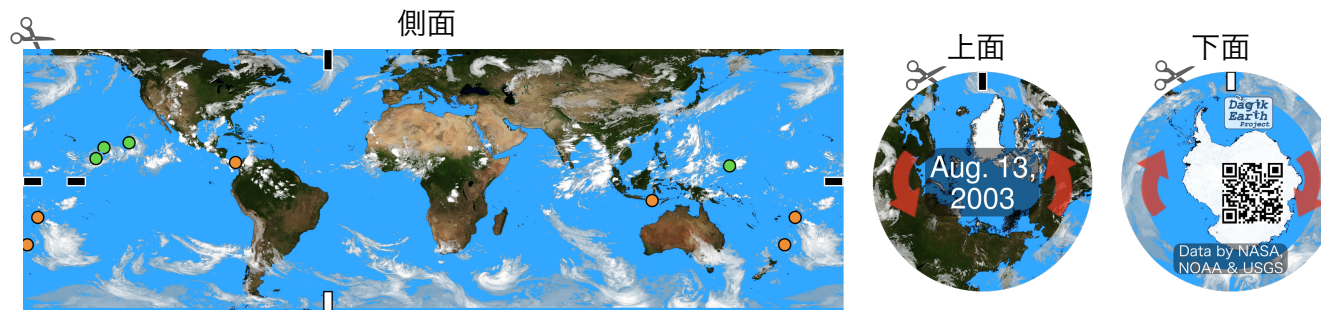 側面
上面
下面
Aug. 13,
2003
Dagik
Earth
Project
Data by NASA,
NOAA & USGS